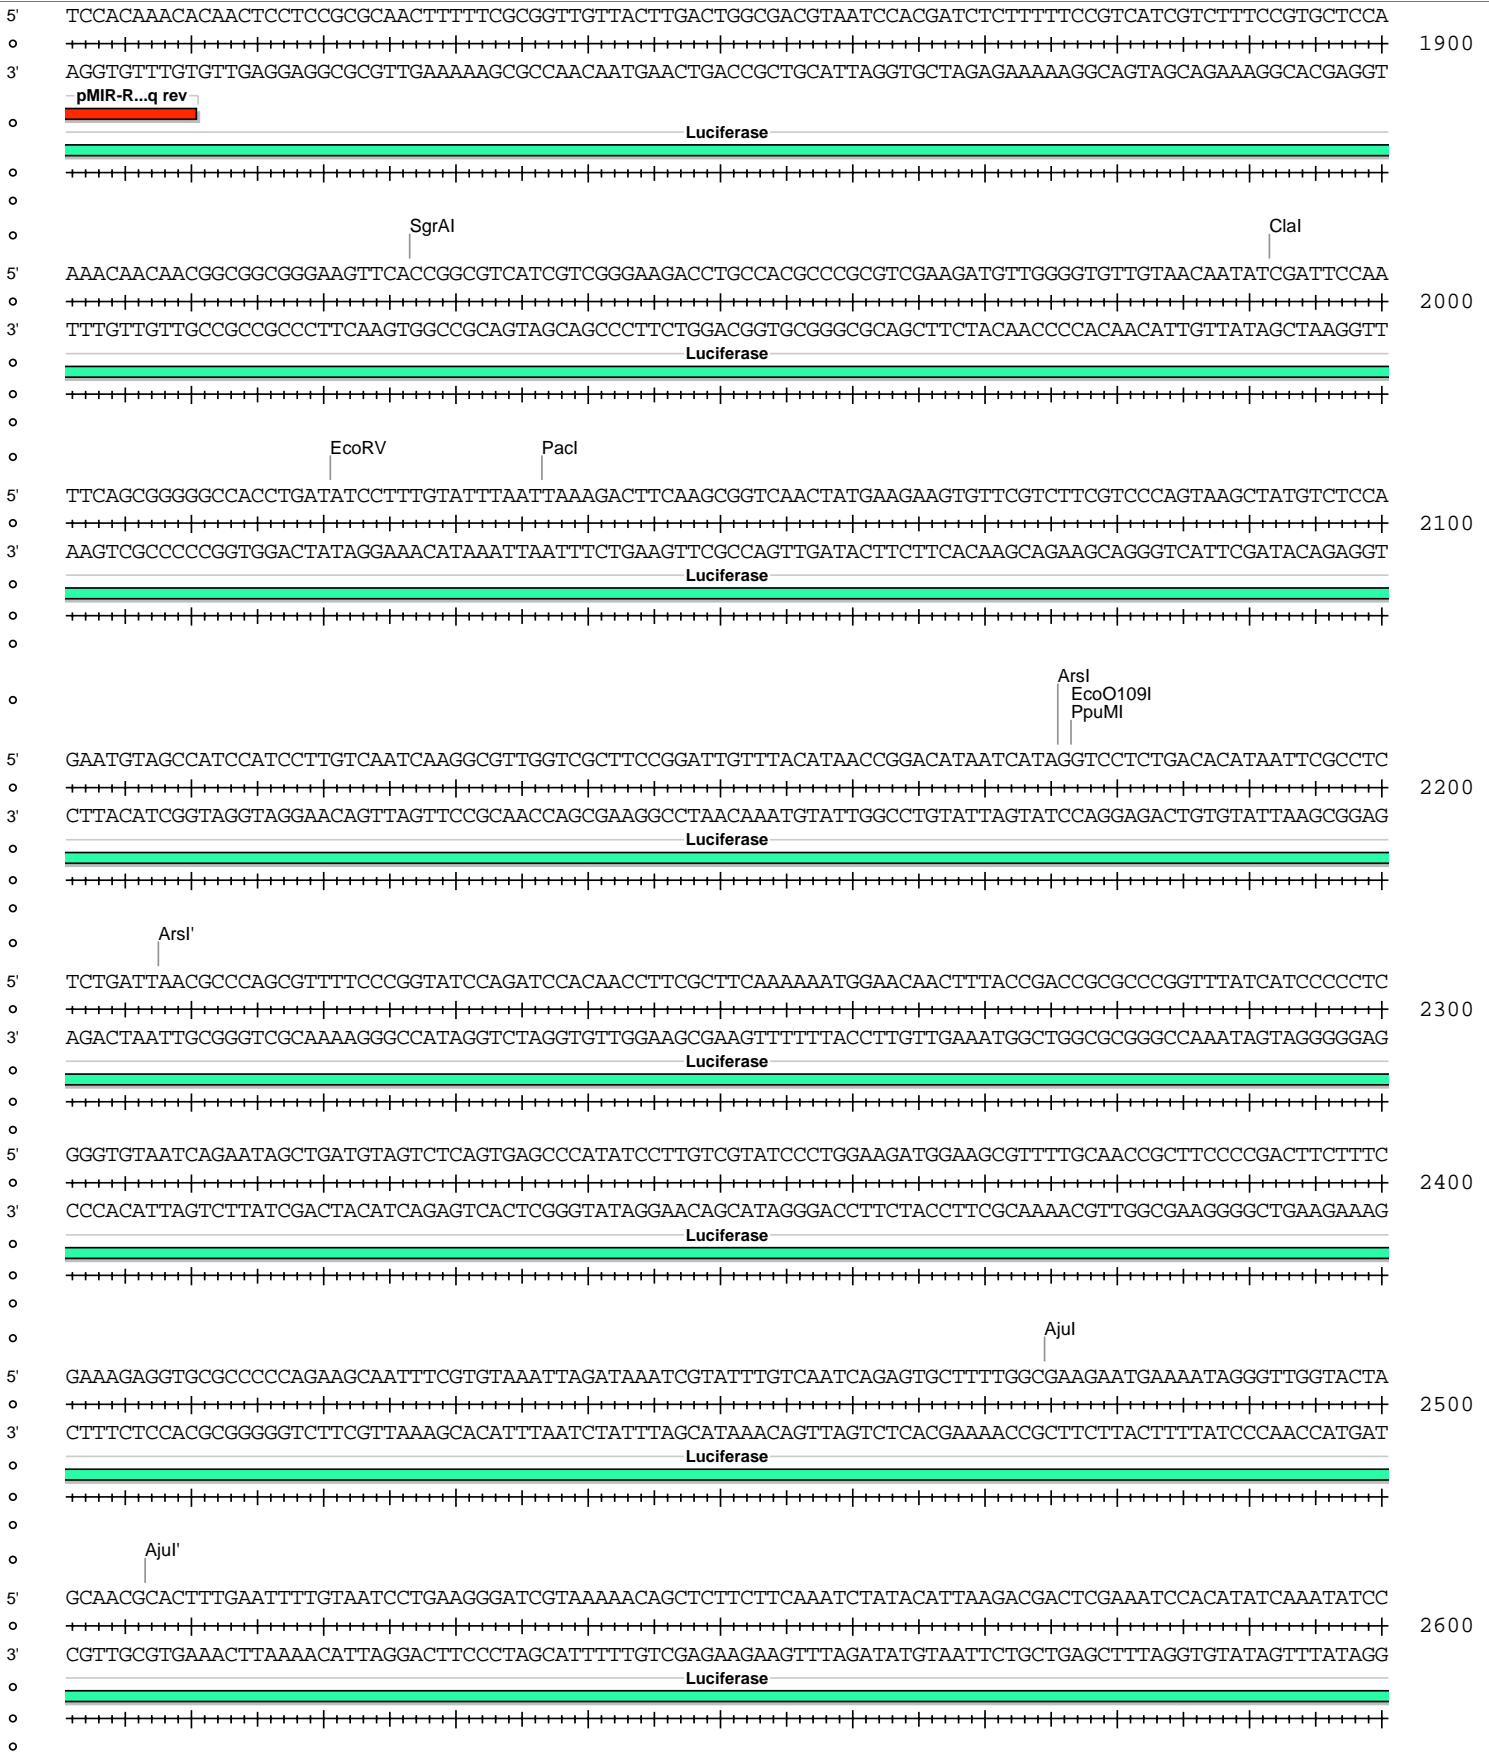 5' TCCACAAACACAACTCCTCCGCGCAACTTTTTCGCGGTTGTTACTTGACTGGCGACGTAATCCACGATCTCTTTTTCCGTCATCGTCTTTCCGTGCTCCA
1900
3' AGGTGTTTGTGTTGAGGAGGCGCGTTGAAAAAGCGCCAACAATGAACTGACCGCTGCATTAGGTGCTAGAGAAAAAGGCAGTAGCAGAAAGGCACGAGGT
pMIR-R...q rev
Luciferase
SgrAI ClaI
5' AAACAACAACGGCGGCGGGAAGTTCACCGGCGTCATCGTCGGGAAGACCTGCCACGCCCGCGTCGAAGATGTTGGGGTGTTGTAACAATATCGATTCCAA
2000
3' TTTGTTGTTGCCGCCGCCCTTCAAGTGGCCGCAGTAGCAGCCCTTCTGGACGGTGCGGGCGCAGCTTCTACAACCCCACAACATTGTTATAGCTAAGGTT
Luciferase
EcoRV PacI
5' TTCAGCGGGGGCCACCTGATATCCTTTGTATTTAATTAAAGACTTCAAGCGGTCAACTATGAAGAAGTGTTCGTCTTCGTCCCAGTAAGCTATGTCTCCA
2100
3' AAGTCGCCCCCGGTGGACTATAGGAAACATAAATTAATTTCTGAAGTTCGCCAGTTGATACTTCTTCACAAGCAGAAGCAGGGTCATTCGATACAGAGGT
Luciferase
ArsI
EcoO109I
PpuMI
5' GAATGTAGCCATCCATCCTTGTCAATCAAGGCGTTGGTCGCTTCCGGATTGTTTACATAACCGGACATAATCATAGGTCCTCTGACACATAATTCGCCTC
2200
3' CTTACATCGGTAGGTAGGAACAGTTAGTTCCGCAACCAGCGAAGGCCTAACAAATGTATTGGCCTGTATTAGTATCCAGGAGACTGTGTATTAAGCGGAG
Luciferase
ArsI'
5' TCTGATTAACGCCCAGCGTTTTCCCGGTATCCAGATCCACAACCTTCGCTTCAAAAAATGGAACAACTTTACCGACCGCGCCCGGTTTATCATCCCCCTC
2300
3' AGACTAATTGCGGGTCGCAAAAGGGCCATAGGTCTAGGTGTTGGAAGCGAAGTTTTTTACCTTGTTGAAATGGCTGGCGCGGGCCAAATAGTAGGGGGAG
Luciferase
5' GGGTGTAATCAGAATAGCTGATGTAGTCTCAGTGAGCCCATATCCTTGTCGTATCCCTGGAAGATGGAAGCGTTTTGCAACCGCTTCCCCGACTTCTTTC
2400
3' CCCACATTAGTCTTATCGACTACATCAGAGTCACTCGGGTATAGGAACAGCATAGGGACCTTCTACCTTCGCAAAACGTTGGCGAAGGGGCTGAAGAAAG
Luciferase
AjuI
5' GAAAGAGGTGCGCCCCCAGAAGCAATTTCGTGTAAATTAGATAAATCGTATTTGTCAATCAGAGTGCTTTTGGCGAAGAATGAAAATAGGGTTGGTACTA
2500
3' CTTTCTCCACGCGGGGGTCTTCGTTAAAGCACATTTAATCTATTTAGCATAAACAGTTAGTCTCACGAAAACCGCTTCTTACTTTTATCCCAACCATGAT
Luciferase
AjuI'
5' GCAACGCACTTTGAATTTTGTAATCCTGAAGGGATCGTAAAAACAGCTCTTCTTCAAATCTATACATTAAGACGACTCGAAATCCACATATCAAATATCC
2600
3' CGTTGCGTGAAACTTAAAACATTAGGACTTCCCTAGCATTTTTGTCGAGAAGAAGTTTAGATATGTAATTCTGCTGAGCTTTAGGTGTATAGTTTATAGG
Luciferase